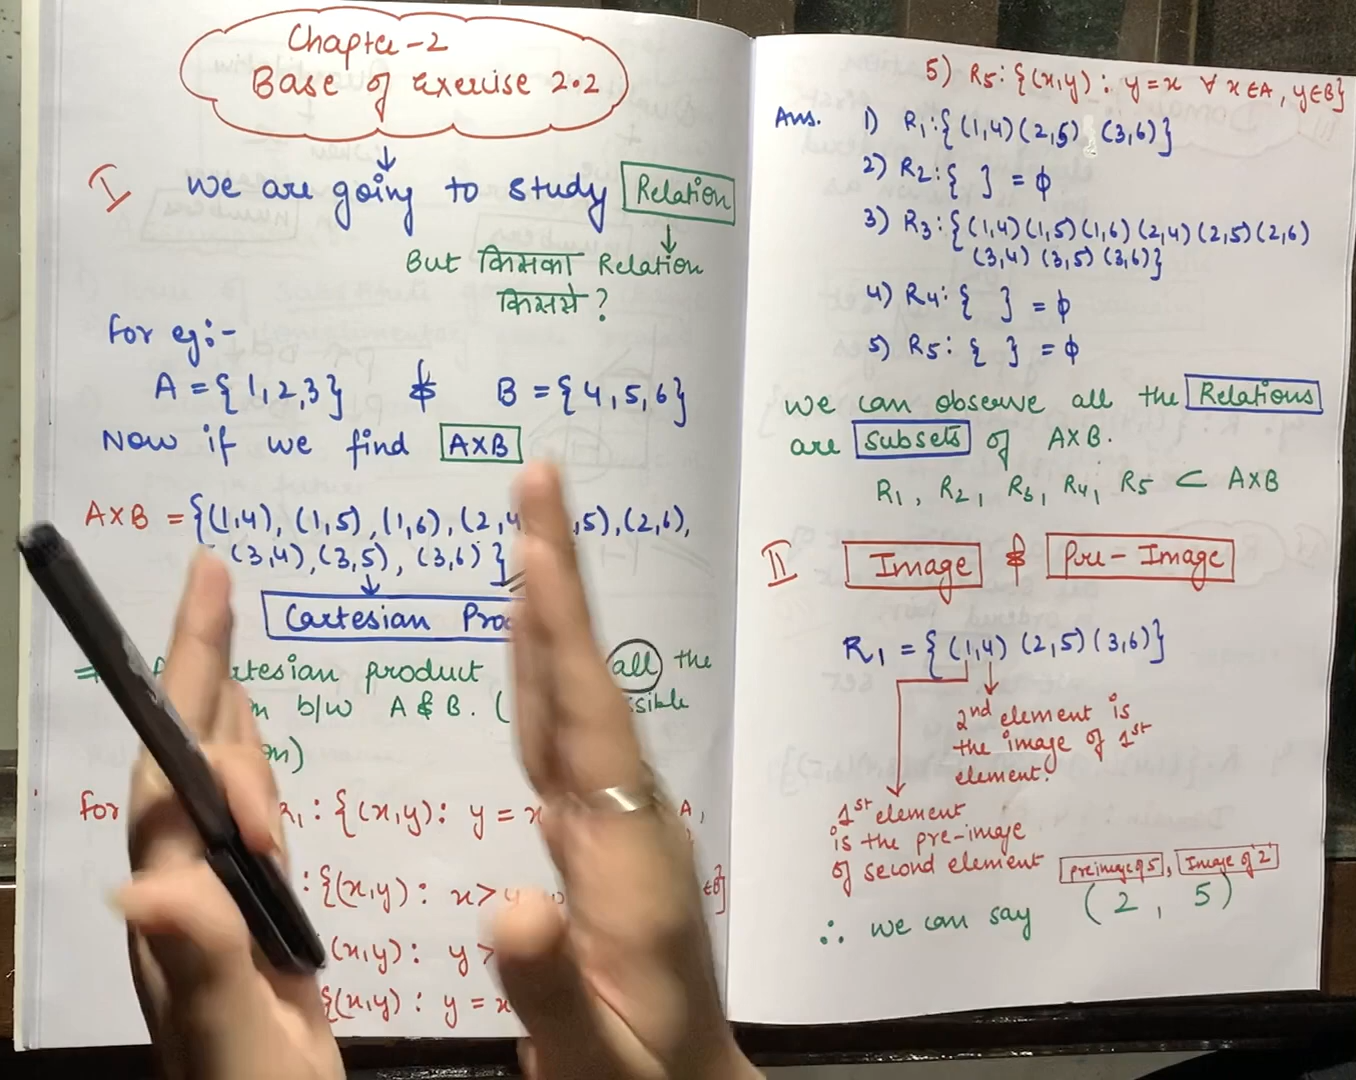 Chapter-2
Base of exercise 2.2
I we are going to study Relation
But किसका Relation
किससे ?
For eg:-
A = {1,2,3} & B = {4,5,6}
Now if we find A×B
A×B = {(1,4), (1,5), (1,6), (2,4 ,5), (2,6),
(3,4), (3,5), (3,6)}
Cartesian
product all the
b/w A & B. (
For R₁ : {(x,y) : y = x A,
: {(x,y) : x > y ∈B}
(x,y) : y >
{(x,y) : y = x
5) R₅ : {(x,y) : y = x ∀ x∈A, y∈B}
Ans. 1) R₁ : {(1,4) (2,5) (3,6)}
2) R₂ : { } = ϕ
3) R₃ : {(1,4) (1,5) (1,6) (2,4) (2,5) (2,6)
(3,4) (3,5) (3,6)}
4) R₄ : { } = ϕ
5) R₅ : { } = ϕ
we can observe all the Relations
are Subsets of A×B.
R₁, R₂, R₃, R₄, R₅ ⊂ A×B
II Image & Pre-Image
R₁ = {(1,4) (2,5) (3,6)}
2nd element is
the image of 1st
element.
1st element
is the pre-image
of second element
preimage of 5, Image of '2'
∴ we can say (2, 5)